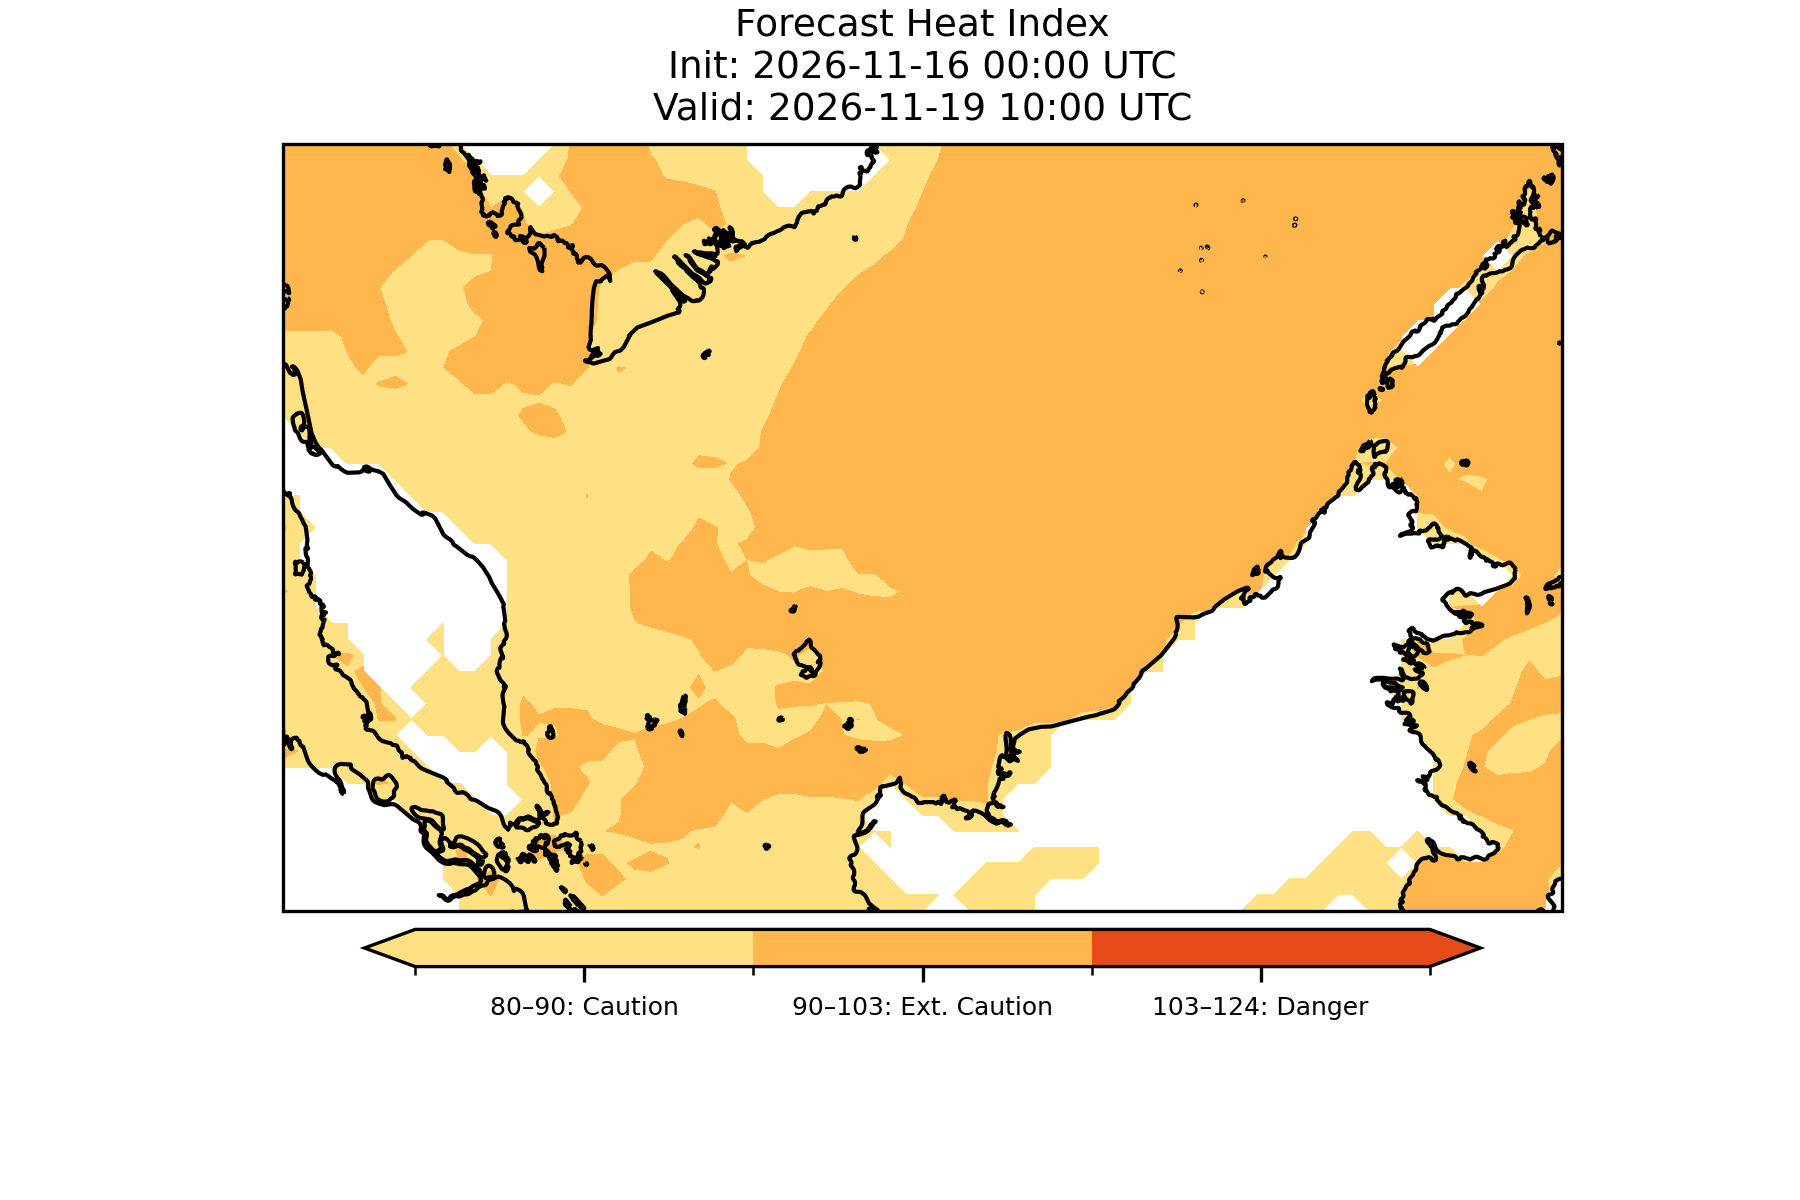 Forecast Heat Index
Init: 2026-11-16 00:00 UTC
Valid: 2026-11-19 10:00 UTC
80–90: Caution
90–103: Ext. Caution
103–124: Danger